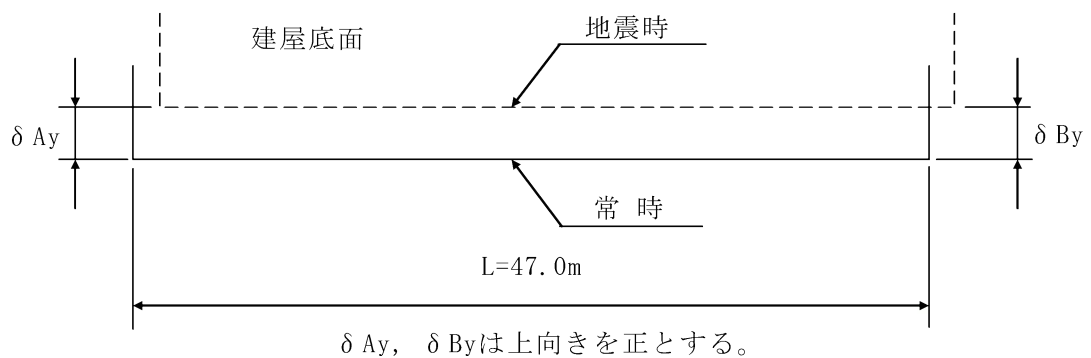 地震時
建屋底面
δAy
δBy
常 時
L=47.0m
δAy, δByは上向きを正とする。